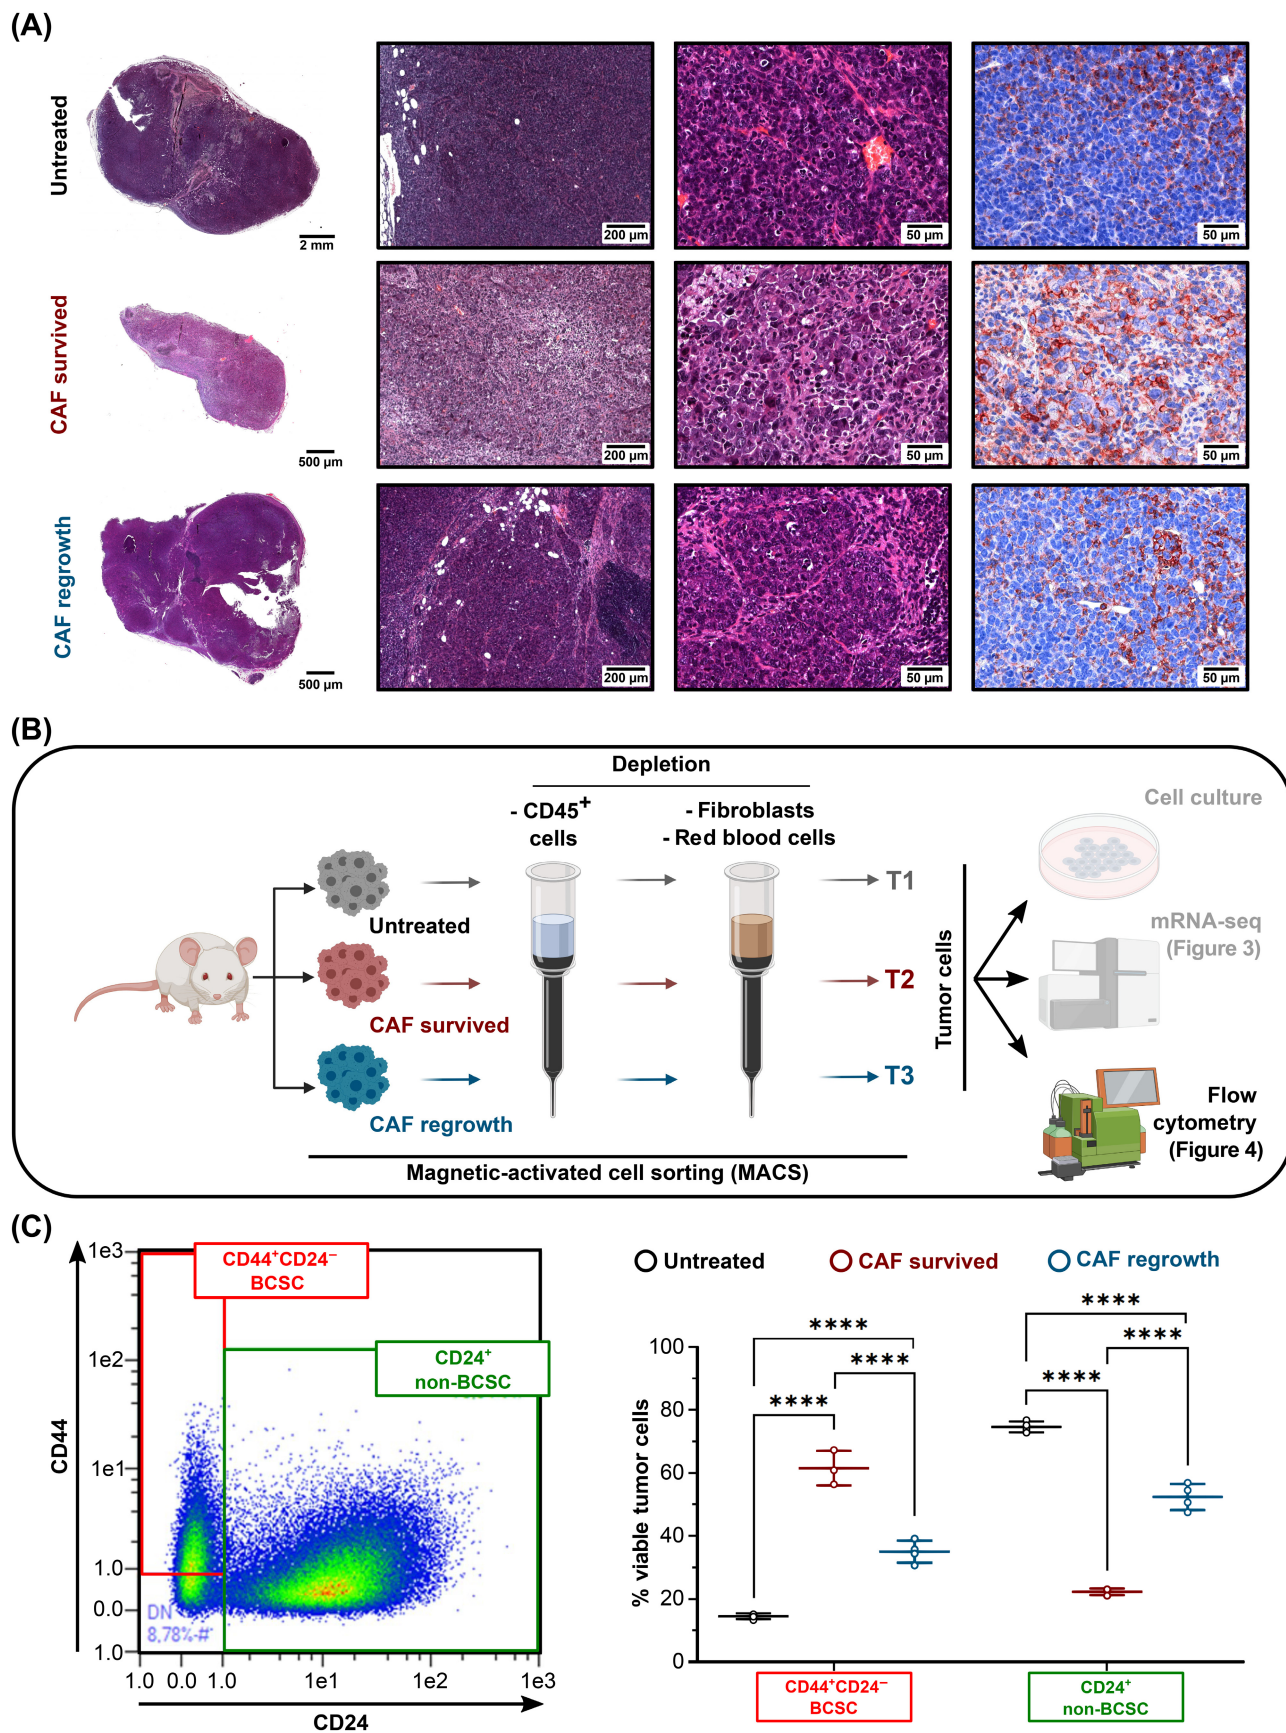 (A)
Untreated
2 mm
200 µm
50 µm
50 µm
CAF survived
500 µm
200 µm
50 µm
50 µm
CAF regrowth
500 µm
200 µm
50 µm
50 µm
(B)
Depletion
- CD45⁺
cells
- Fibroblasts
- Red blood cells
Untreated
CAF survived
CAF regrowth
T1
T2
T3
Tumor cells
Cell culture
mRNA-seq
(Figure 3)
Flow
cytometry
(Figure 4)
Magnetic-activated cell sorting (MACS)
(C)
CD44⁺CD24⁻
BCSC
CD24⁺
non-BCSC
DN
8,78%-#
CD44
1e3
1e2
1e1
1.0
0.0
1.0
1.0 0.0 1.0 1e1 1e2 1e3
CD24
Untreated
CAF survived
CAF regrowth
% viable tumor cells
100
80
60
40
20
0
****
****
****
****
****
****
CD44⁺CD24⁻
BCSC
CD24⁺
non-BCSC